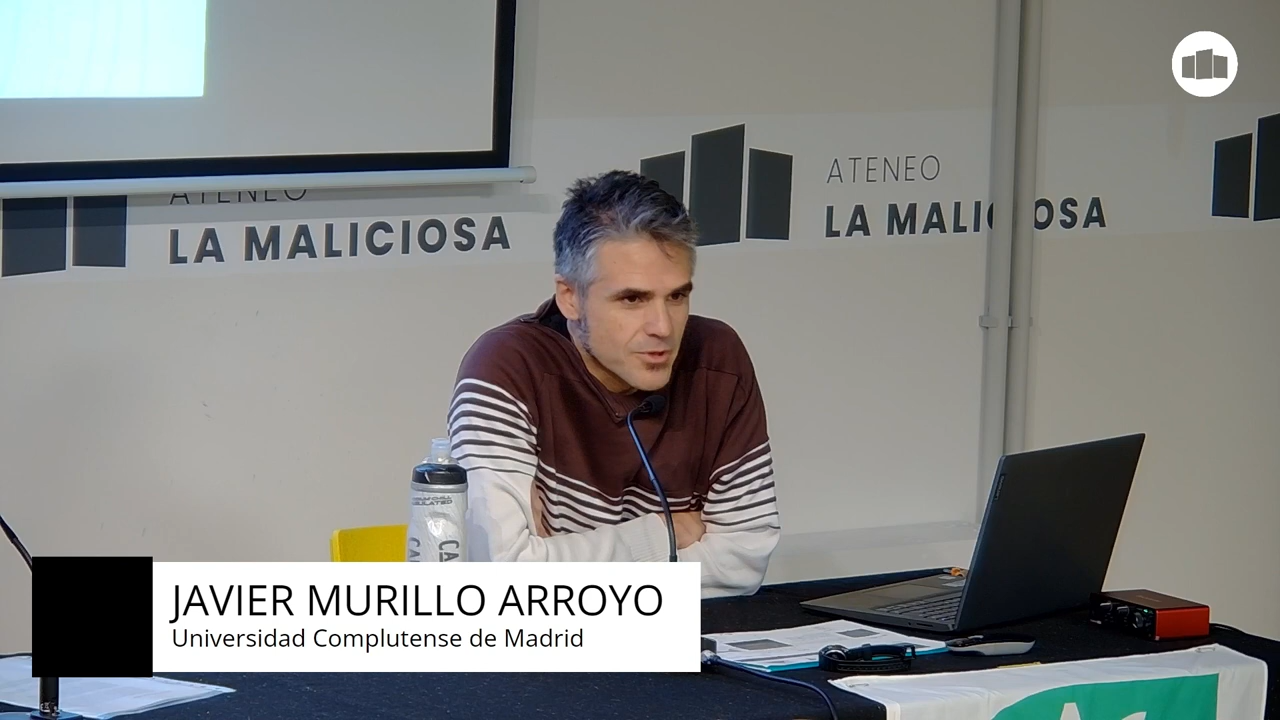 ATENEO
LA MALICIOSA
ATENEO
LA MALICIOSA
JAVIER MURILLO ARROYO
Universidad Complutense de Madrid